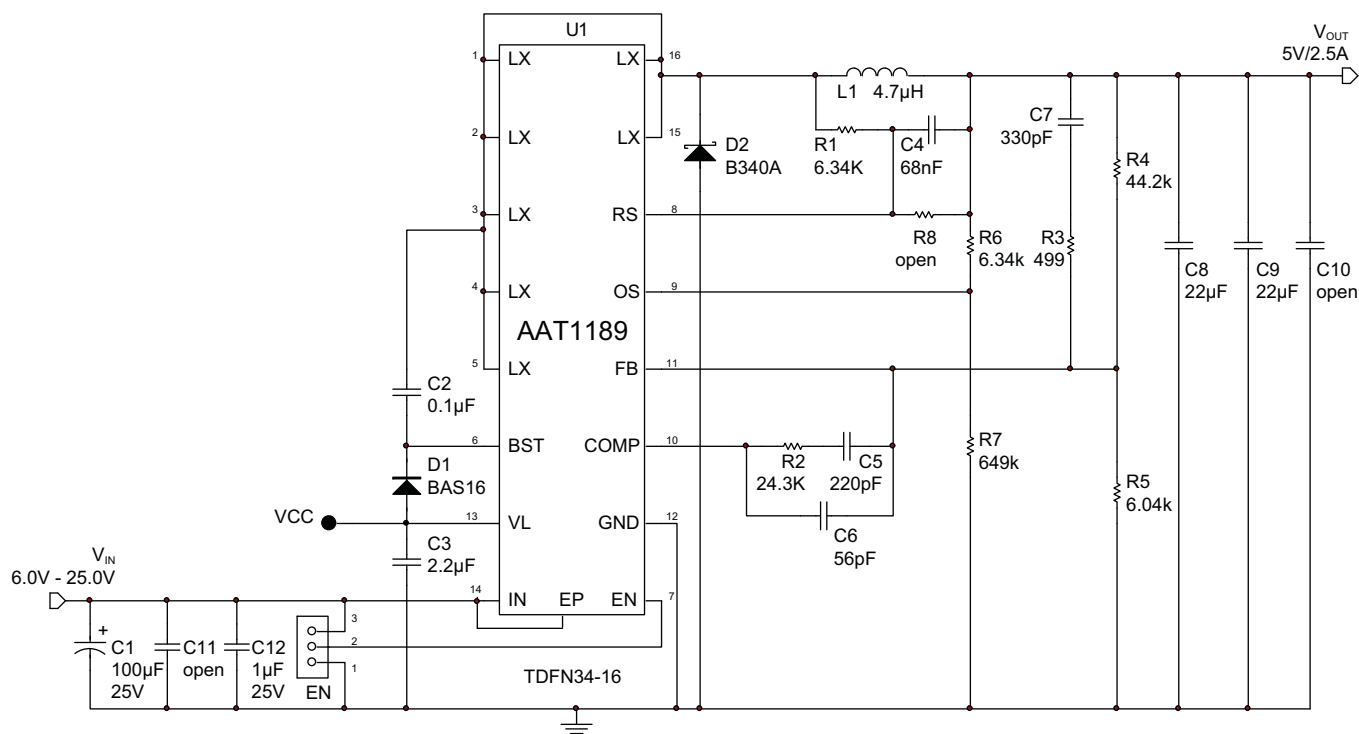 U1
V_OUT
5V/2.5A
1
LX
LX
16
L1
4.7µH
2
LX
LX
15
D2
B340A
R1
6.34K
C4
68nF
C7
330pF
R4
44.2k
3
LX
RS
8
R8
open
R6
6.34k
R3
499
C8
22µF
C9
22µF
C10
open
4
LX
OS
9
AAT1189
5
LX
FB
11
C2
0.1µF
6
BST
COMP
10
R2
24.3K
C5
220pF
R7
649k
R5
6.04k
D1
BAS16
VCC
13
VL
GND
12
C6
56pF
C3
2.2µF
V_IN
6.0V - 25.0V
14
IN
EP
EN
7
+
C1
100µF
25V
C11
open
C12
1µF
25V
3
2
1
EN
TDFN34-16